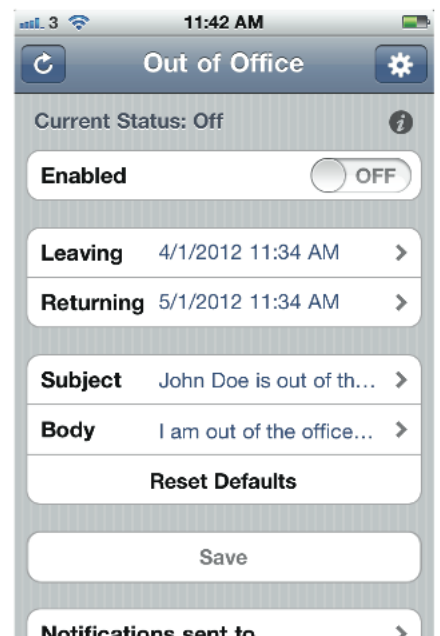 3 11:42 AM
Out of Office
Current Status: Off
Enabled OFF
Leaving 4/1/2012 11:34 AM
Returning 5/1/2012 11:34 AM
Subject John Doe is out of th...
Body I am out of the office...
Reset Defaults
Save
Notifications sent to